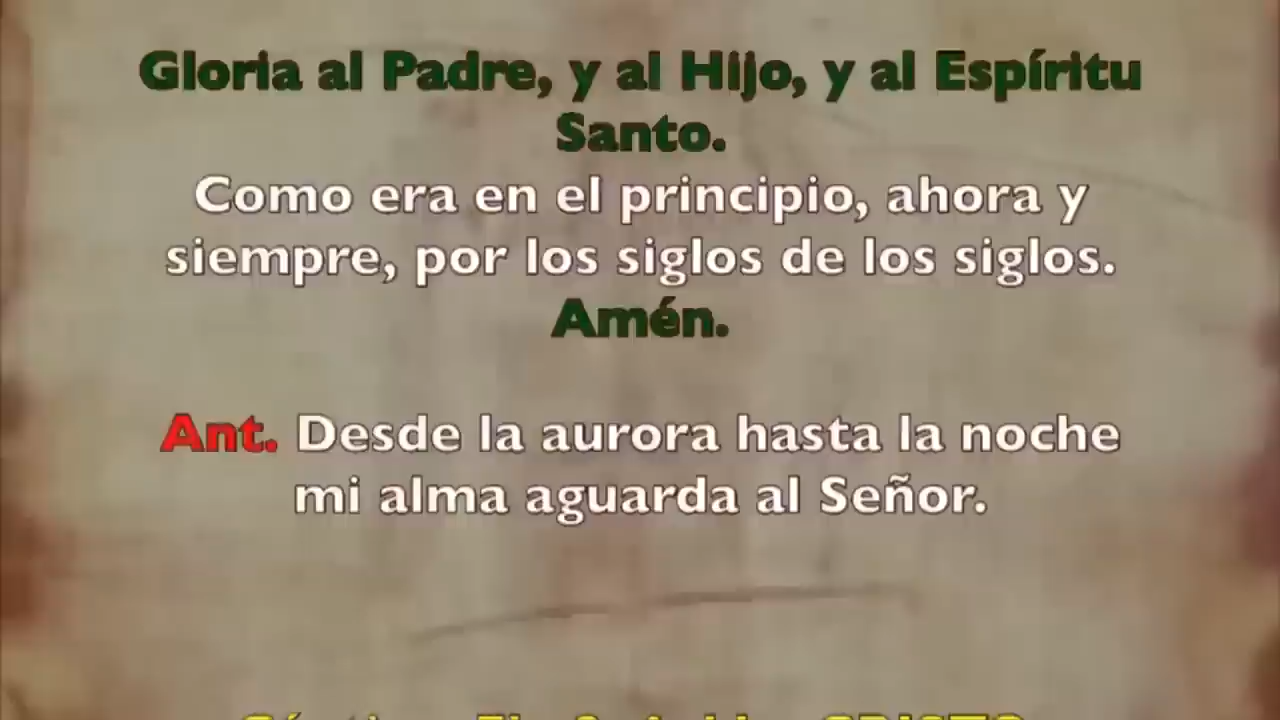 Gloria al Padre, y al Hijo, y al Espíritu
Santo.
Como era en el principio, ahora y
siempre, por los siglos de los siglos.
Amén.
Ant. Desde la aurora hasta la noche
mi alma aguarda al Señor.